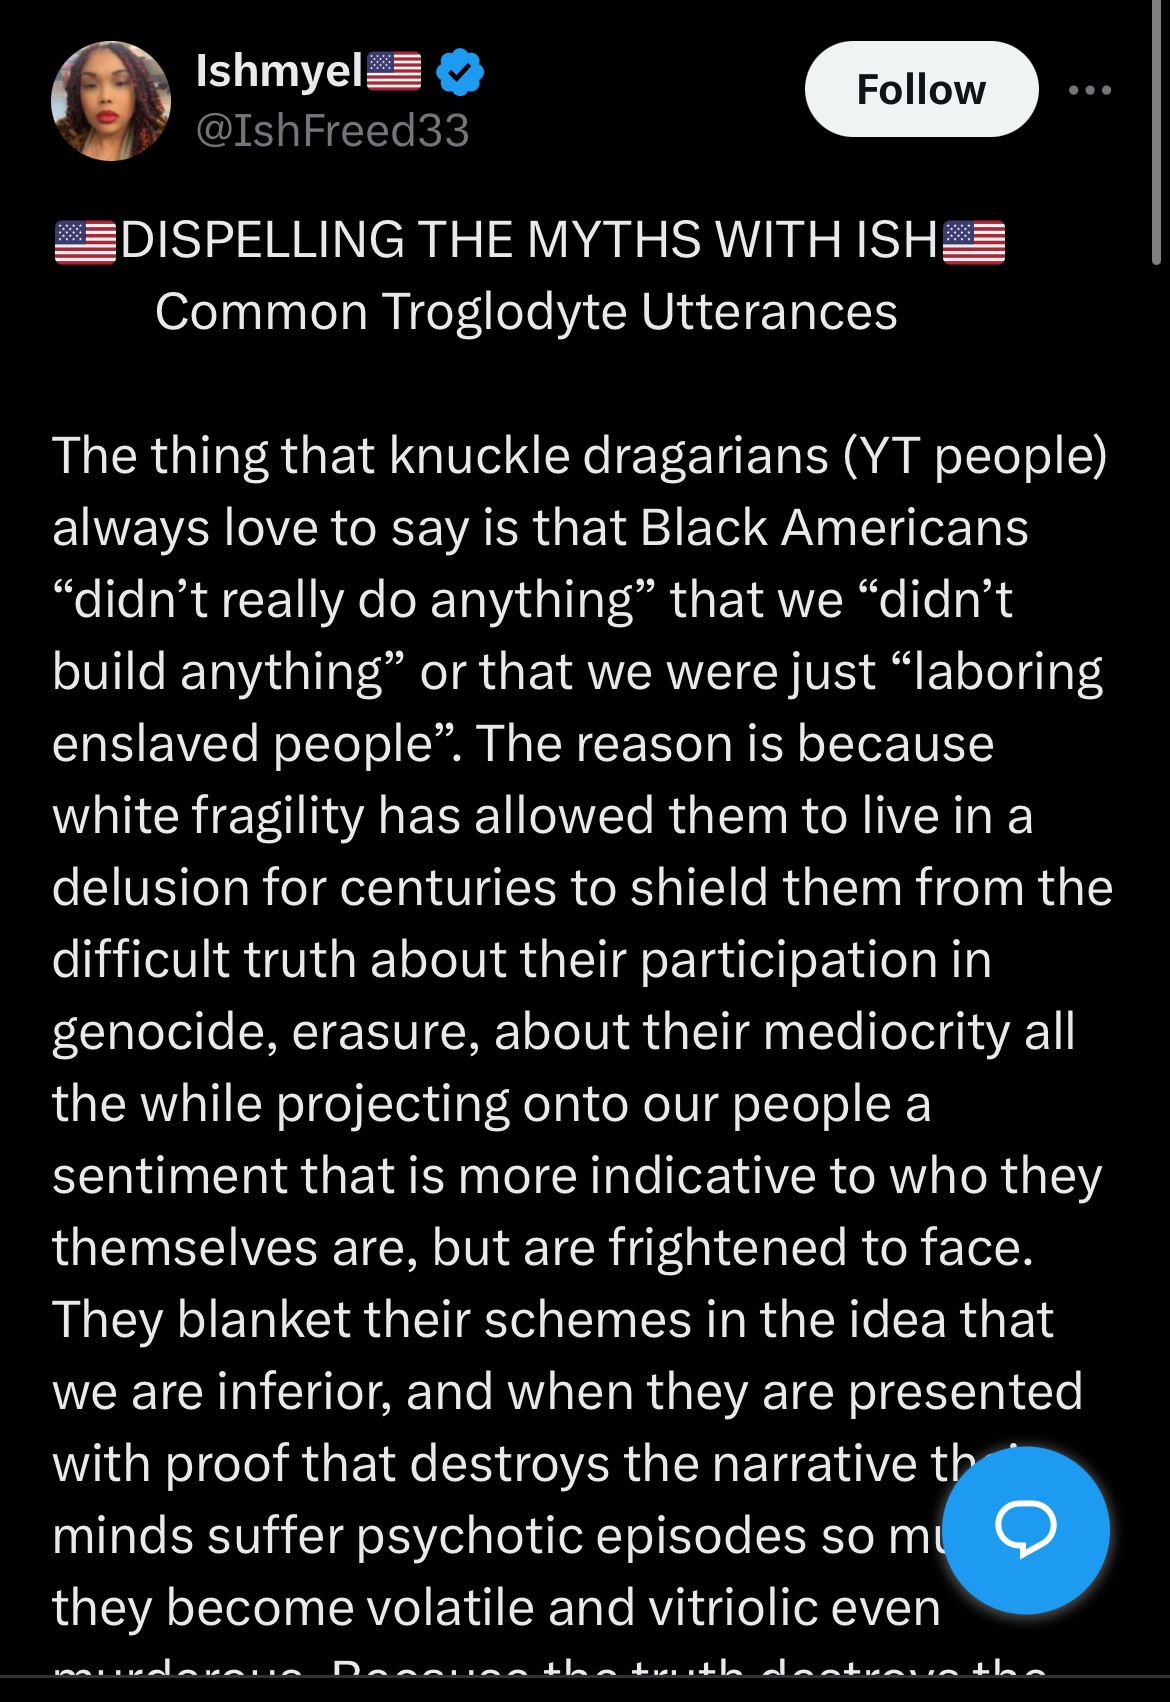 Ishmyel🇺🇸
@IshFreed33
Follow
🇺🇸DISPELLING THE MYTHS WITH ISH🇺🇸
Common Troglodyte Utterances
The thing that knuckle dragarians (YT people)
always love to say is that Black Americans
“didn’t really do anything” that we “didn’t
build anything” or that we were just “laboring
enslaved people”. The reason is because
white fragility has allowed them to live in a
delusion for centuries to shield them from the
difficult truth about their participation in
genocide, erasure, about their mediocrity all
the while projecting onto our people a
sentiment that is more indicative to who they
themselves are, but are frightened to face.
They blanket their schemes in the idea that
we are inferior, and when they are presented
with proof that destroys the narrative
minds suffer psychotic episodes so
they become volatile and vitriolic even
murderous. Because the truth destroys the